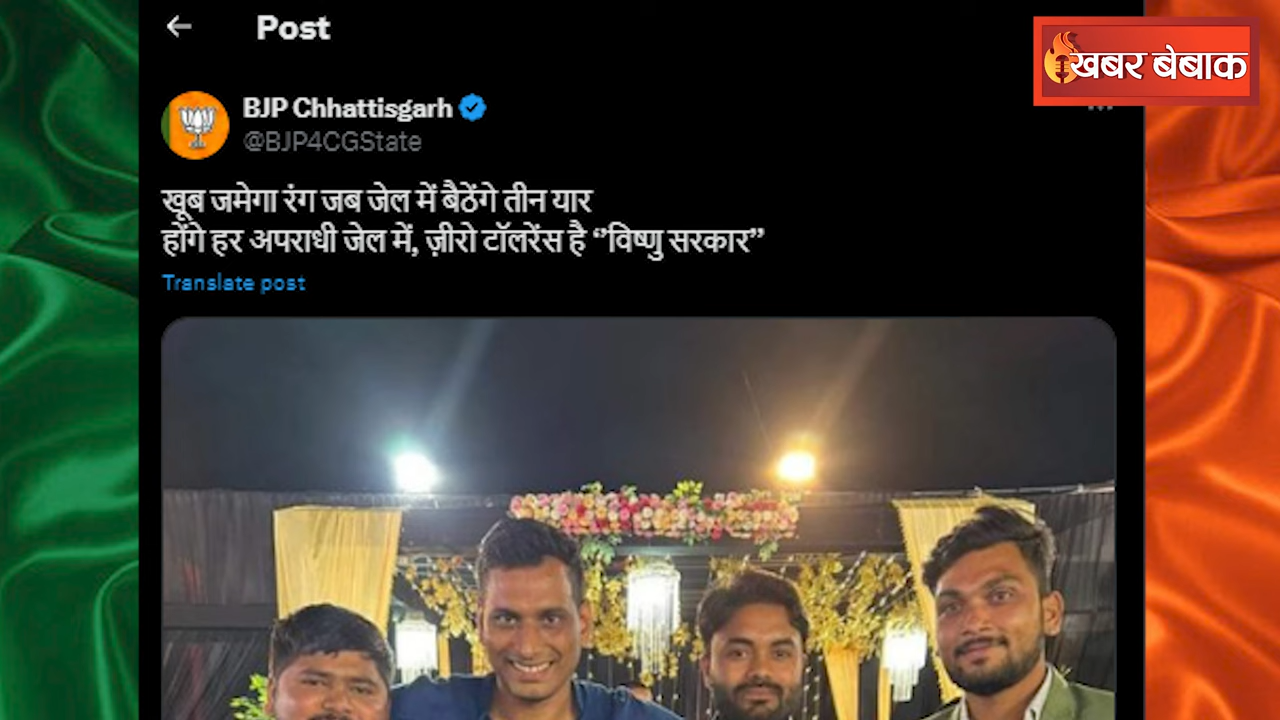 Post
खबर बेबाक
BJP Chhattisgarh
@BJP4CGState
खूब जमेगा रंग जब जेल में बैठेंगे तीन यार
होंगे हर अपराधी जेल में, ज़ीरो टॉलरेंस है “विष्णु सरकार”
Translate post